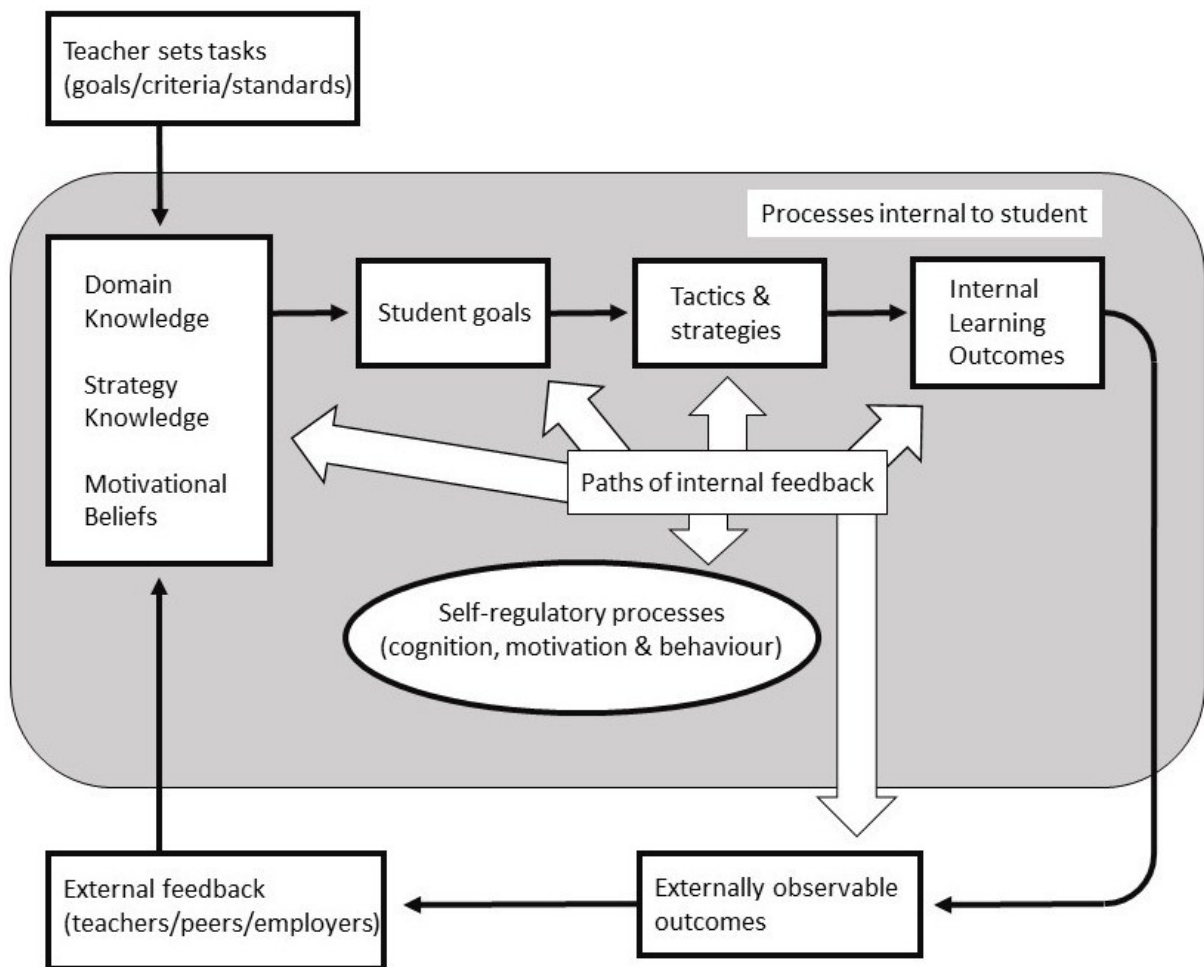 Teacher sets tasks
(goals/criteria/standards)
Processes internal to student
Domain
Knowledge
Strategy
Knowledge
Motivational
Beliefs
Student goals
Tactics &
strategies
Internal
Learning
Outcomes
Paths of internal feedback
Self-regulatory processes
(cognition, motivation & behaviour)
External feedback
(teachers/peers/employers)
Externally observable
outcomes